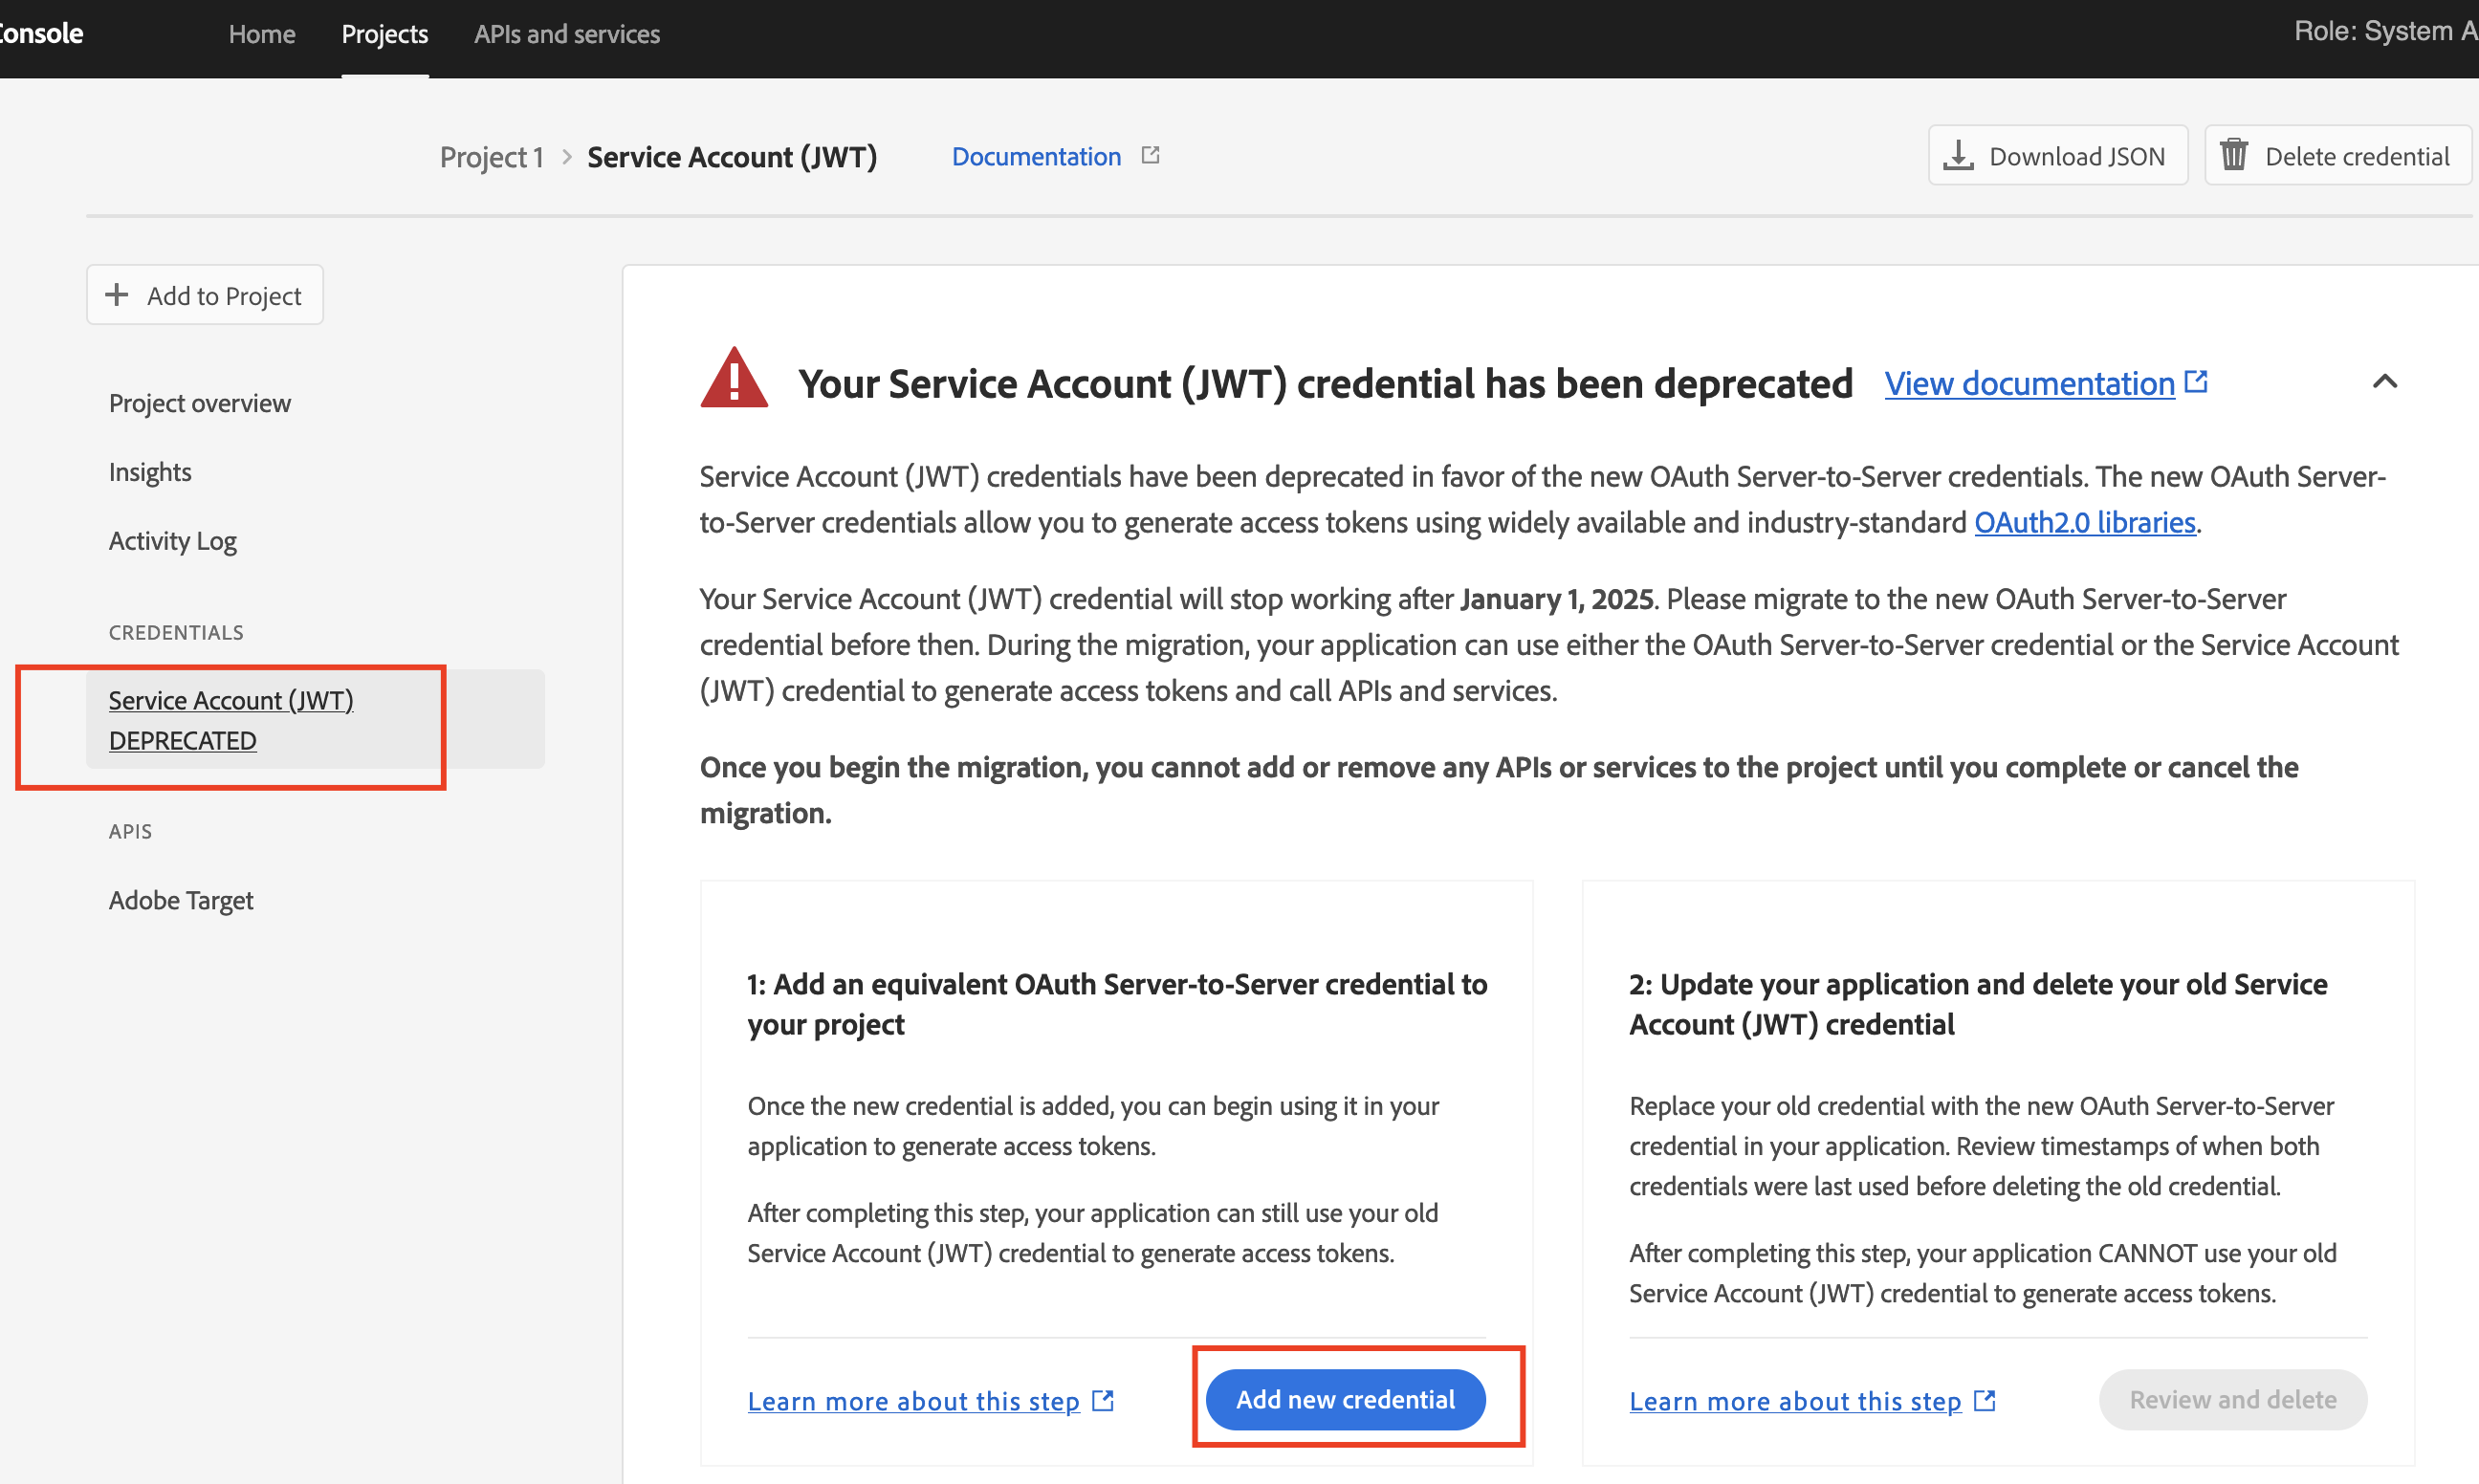 Console
Home
Projects
APIs and services
Role: System A
Project 1 > Service Account (JWT)
Documentation
Download JSON
Delete credential
Add to Project
Project overview
Insights
Activity Log
CREDENTIALS
Service Account (JWT)
DEPRECATED
APIS
Adobe Target
Your Service Account (JWT) credential has been deprecated
View documentation
Service Account (JWT) credentials have been deprecated in favor of the new OAuth Server-to-Server credentials. The new OAuth Server-
to-Server credentials allow you to generate access tokens using widely available and industry-standard OAuth2.0 libraries.
Your Service Account (JWT) credential will stop working after January 1, 2025. Please migrate to the new OAuth Server-to-Server
credential before then. During the migration, your application can use either the OAuth Server-to-Server credential or the Service Account
(JWT) credential to generate access tokens and call APIs and services.
Once you begin the migration, you cannot add or remove any APIs or services to the project until you complete or cancel the
migration.
1: Add an equivalent OAuth Server-to-Server credential to
your project
Once the new credential is added, you can begin using it in your
application to generate access tokens.
After completing this step, your application can still use your old
Service Account (JWT) credential to generate access tokens.
Learn more about this step
Add new credential
2: Update your application and delete your old Service
Account (JWT) credential
Replace your old credential with the new OAuth Server-to-Server
credential in your application. Review timestamps of when both
credentials were last used before deleting the old credential.
After completing this step, your application CANNOT use your old
Service Account (JWT) credential to generate access tokens.
Learn more about this step
Review and delete